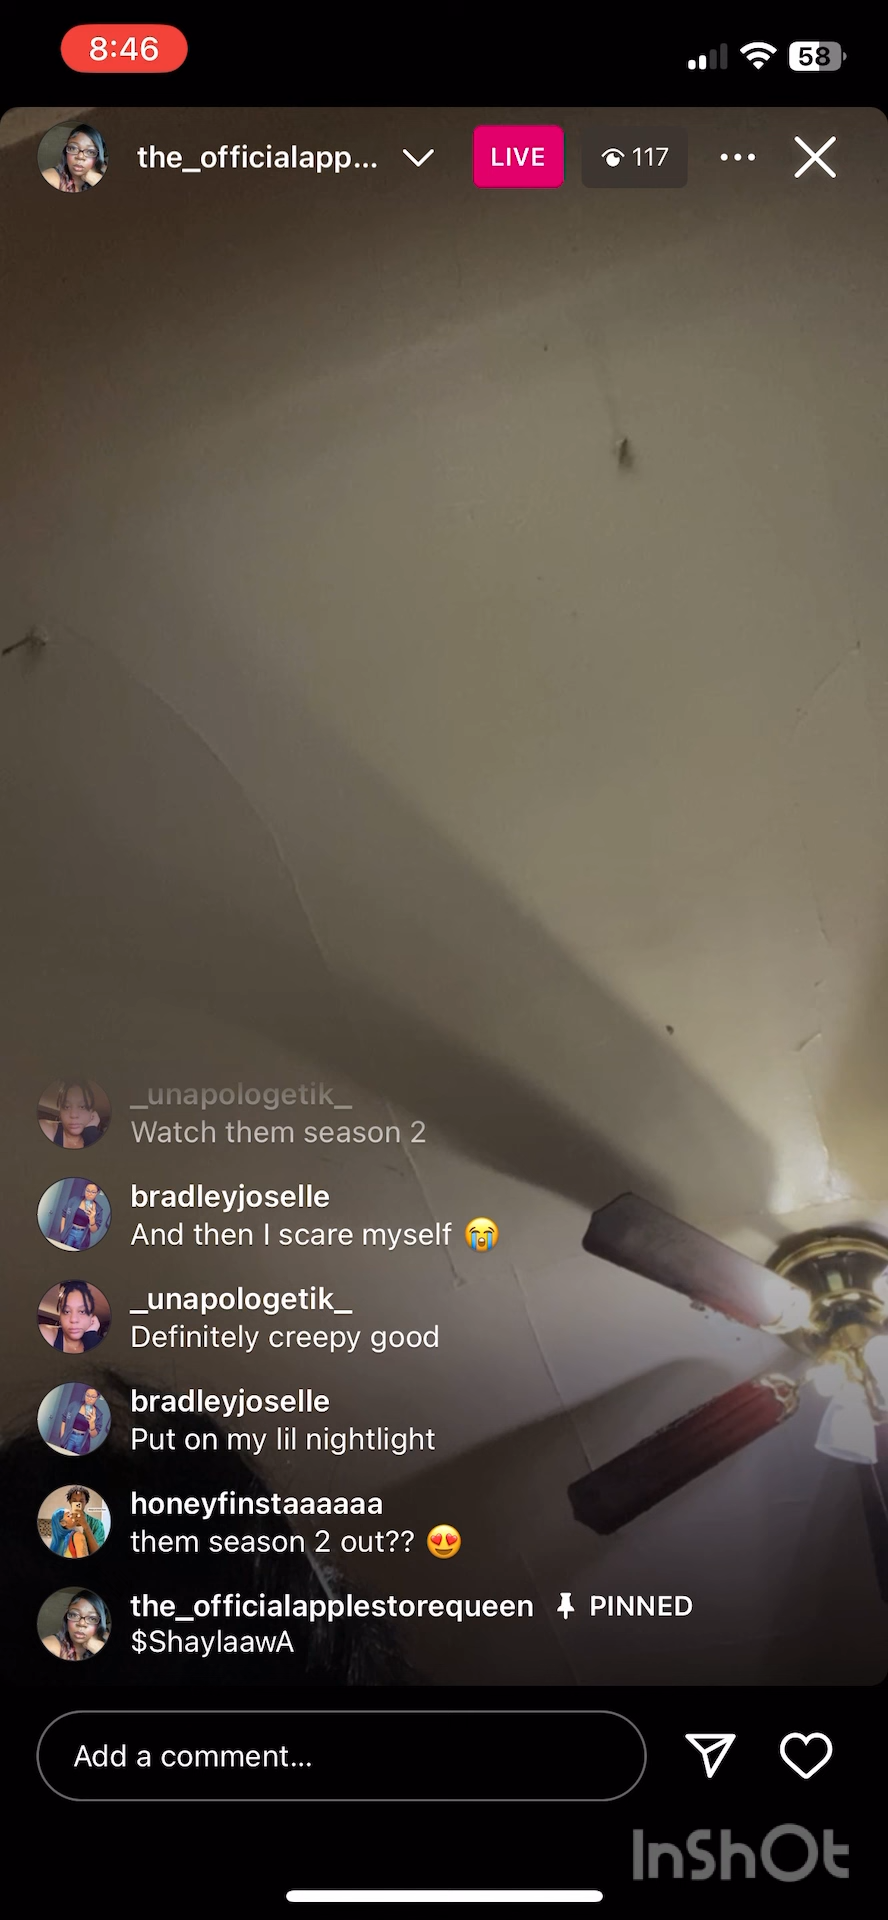 8:46
58
the_officialapp...
LIVE
117
_unapologetik_
Watch them season 2
bradleyjoselle
And then I scare myself 😭
_unapologetik_
Definitely creepy good
bradleyjoselle
Put on my lil nightlight
honeyfinstaaaaaa
them season 2 out?? 😍
the_officialapplestorequeen PINNED
$ShaylaawA
Add a comment...
InShOt